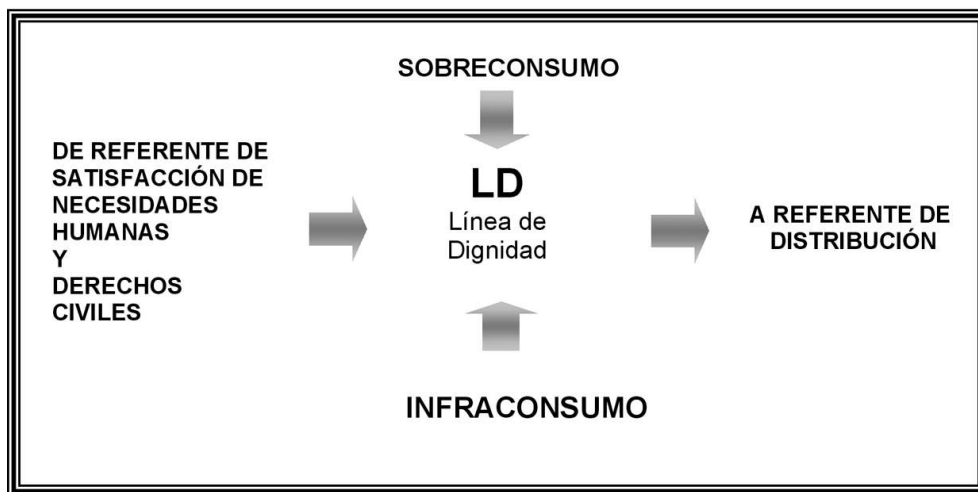 SOBRECONSUMO
DE REFERENTE DE
SATISFACCIÓN DE
NECESIDADES
HUMANAS
Y
DERECHOS
CIVILES
LD
Línea de
Dignidad
A REFERENTE DE
DISTRIBUCIÓN
INFRACONSUMO